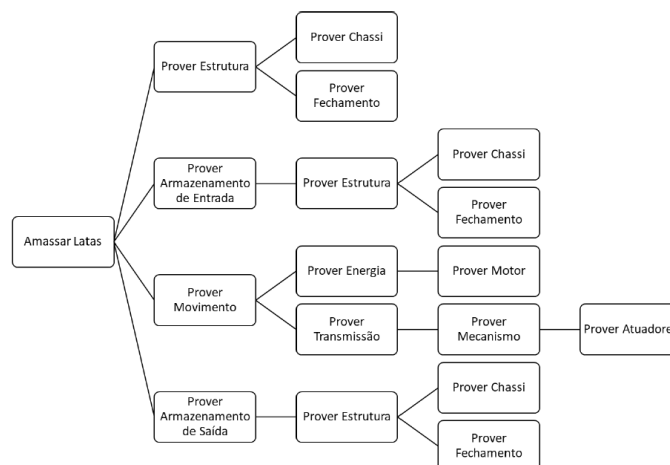 Prover Chassi
Prover Estrutura
Prover
Fechamento
Prover
Armazenamento
de Entrada
Prover Estrutura
Prover Chassi
Prover
Fechamento
Amassar Latas
Prover
Movimento
Prover Energia
Prover Motor
Prover
Transmissão
Prover
Mecanismo
Prover Atuadore
Prover
Armazenamento
de Saída
Prover Estrutura
Prover Chassi
Prover
Fechamento